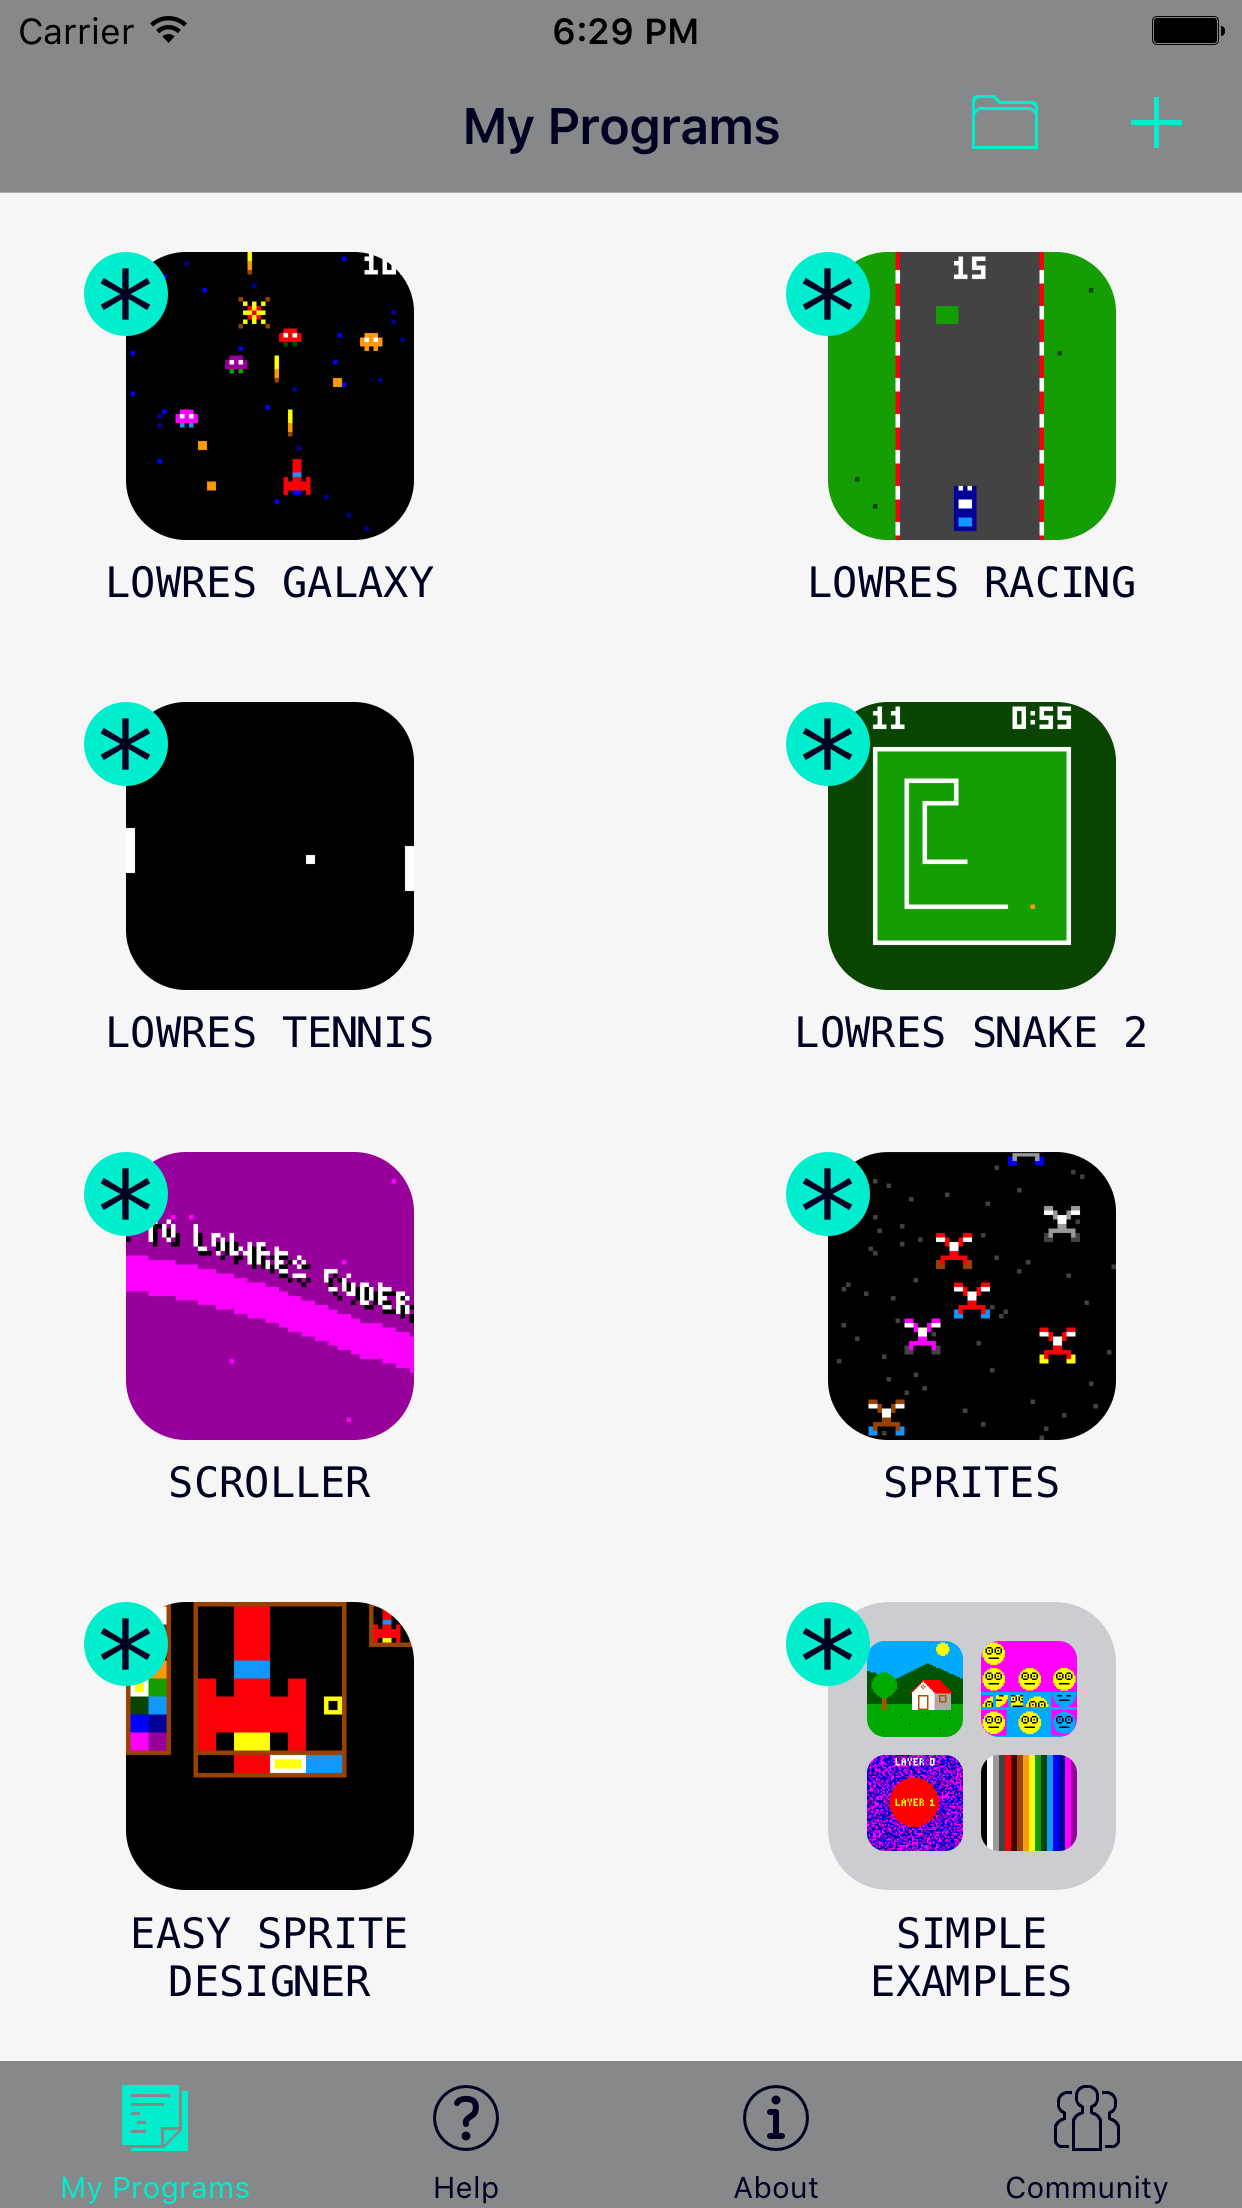 Carrier 6:29 PM
My Programs
15
LOWRES GALAXY
LOWRES RACING
11 0:55
LOWRES TENNIS
LOWRES SNAKE 2
TO LOWRES CODER
SCROLLER
SPRITES
LAYER 0
LAYER 1
EASY SPRITE
DESIGNER
SIMPLE
EXAMPLES
My Programs
Help
About
Community